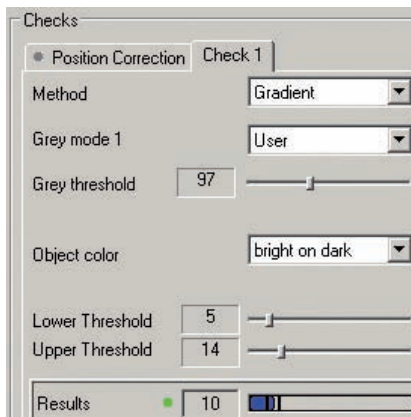 Checks
Position Correction Check 1
Method Gradient
Grey mode 1 User
Grey threshold 97
Object color bright on dark
Lower Threshold 5
Upper Threshold 14
Results 10